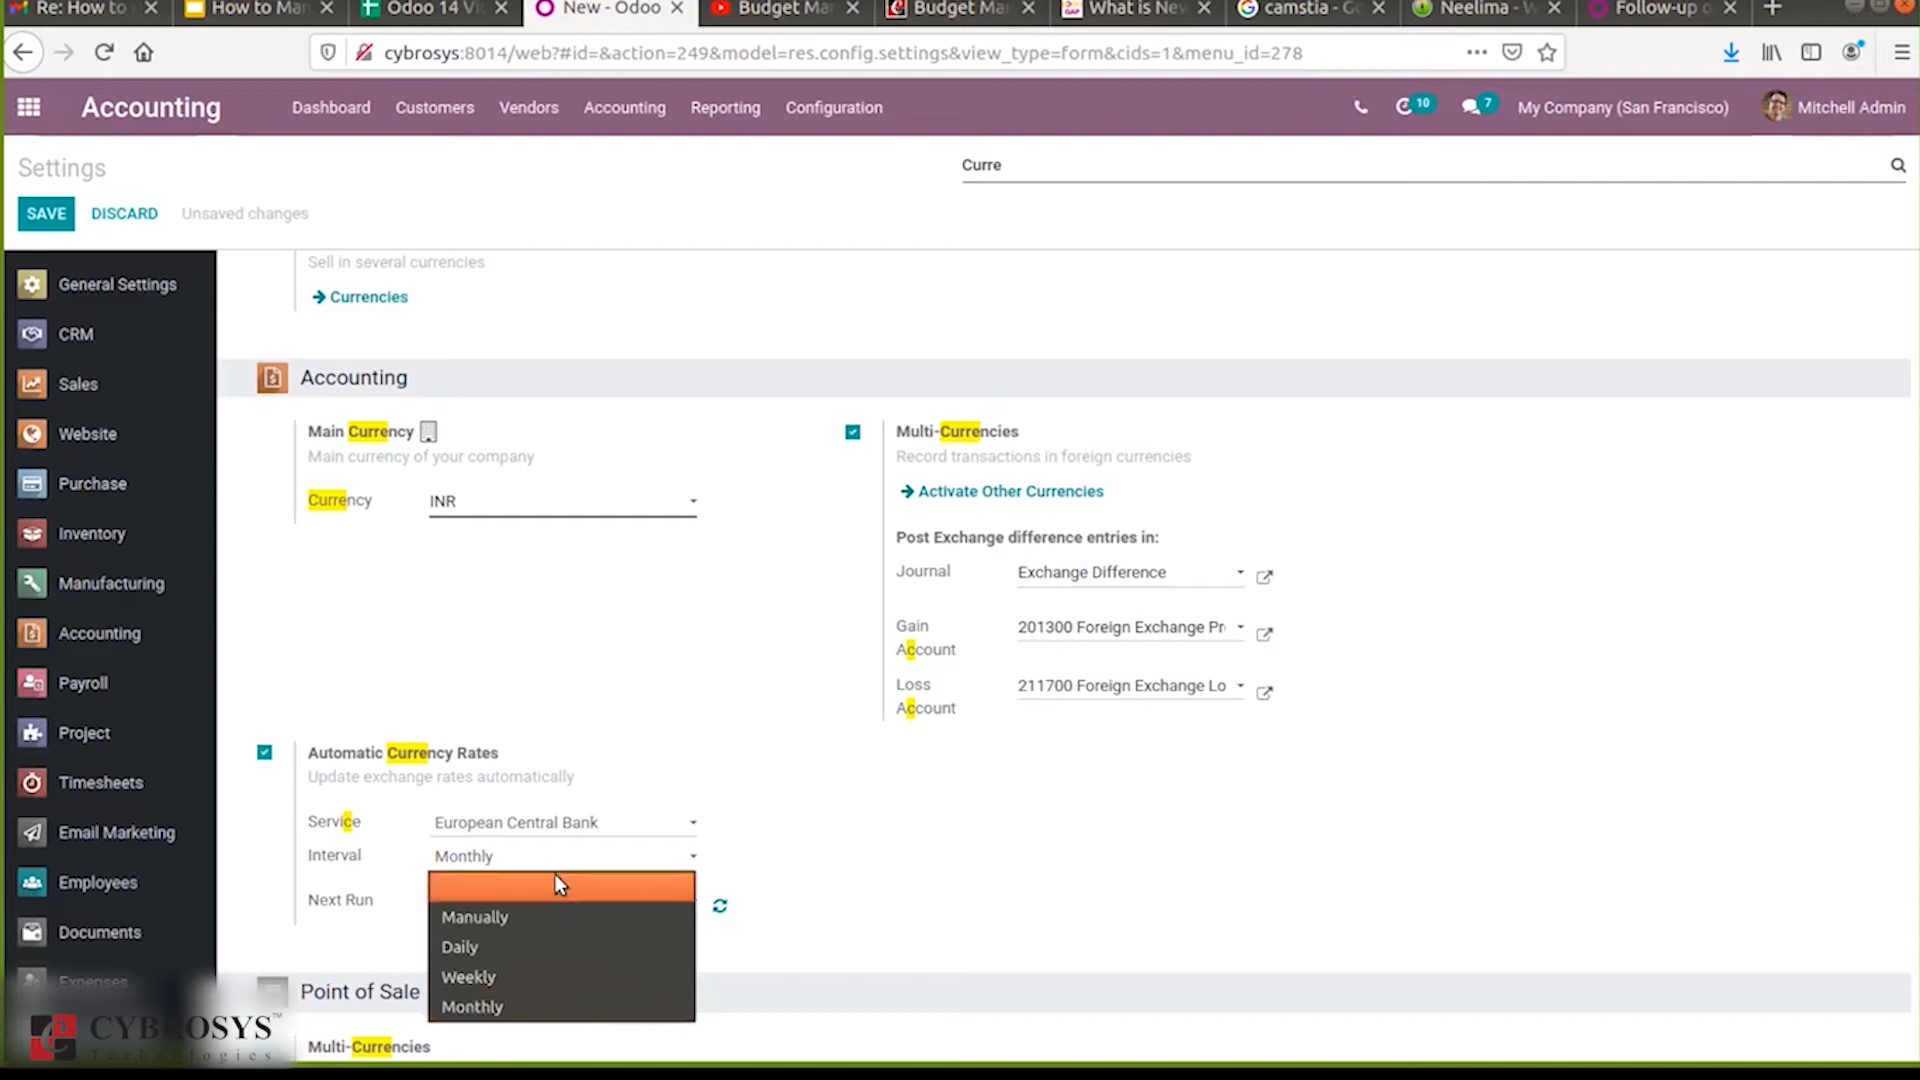 Re: How to
How to Mar
Odoo 14 Vi
New - Odoo
Budget Mar
Budget Ma
What is Nev
camstia - G
Neelima - W
Follow-up o
cybrosys:8014/web?#id=&action=249&model=res.config.settings&view_type=form&cids=1&menu_id=278
Accounting
Dashboard
Customers
Vendors
Accounting
Reporting
Configuration
10
7
My Company (San Francisco)
Mitchell Admin
Settings
Curre
SAVE
DISCARD
Unsaved changes
General Settings
CRM
Sales
Website
Purchase
Inventory
Manufacturing
Accounting
Payroll
Project
Timesheets
Email Marketing
Employees
Documents
Expenses
Sell in several currencies
Currencies
Accounting
Main Currency
Main currency of your company
Currency
INR
Multi-Currencies
Record transactions in foreign currencies
Activate Other Currencies
Post Exchange difference entries in:
Journal
Exchange Difference
Gain Account
201300 Foreign Exchange Pr
Loss Account
211700 Foreign Exchange Lo
Automatic Currency Rates
Update exchange rates automatically
Service
European Central Bank
Interval
Monthly
Next Run
Manually
Daily
Weekly
Monthly
Point of Sale
Multi-Currencies
CYBROSYS™
Technologies